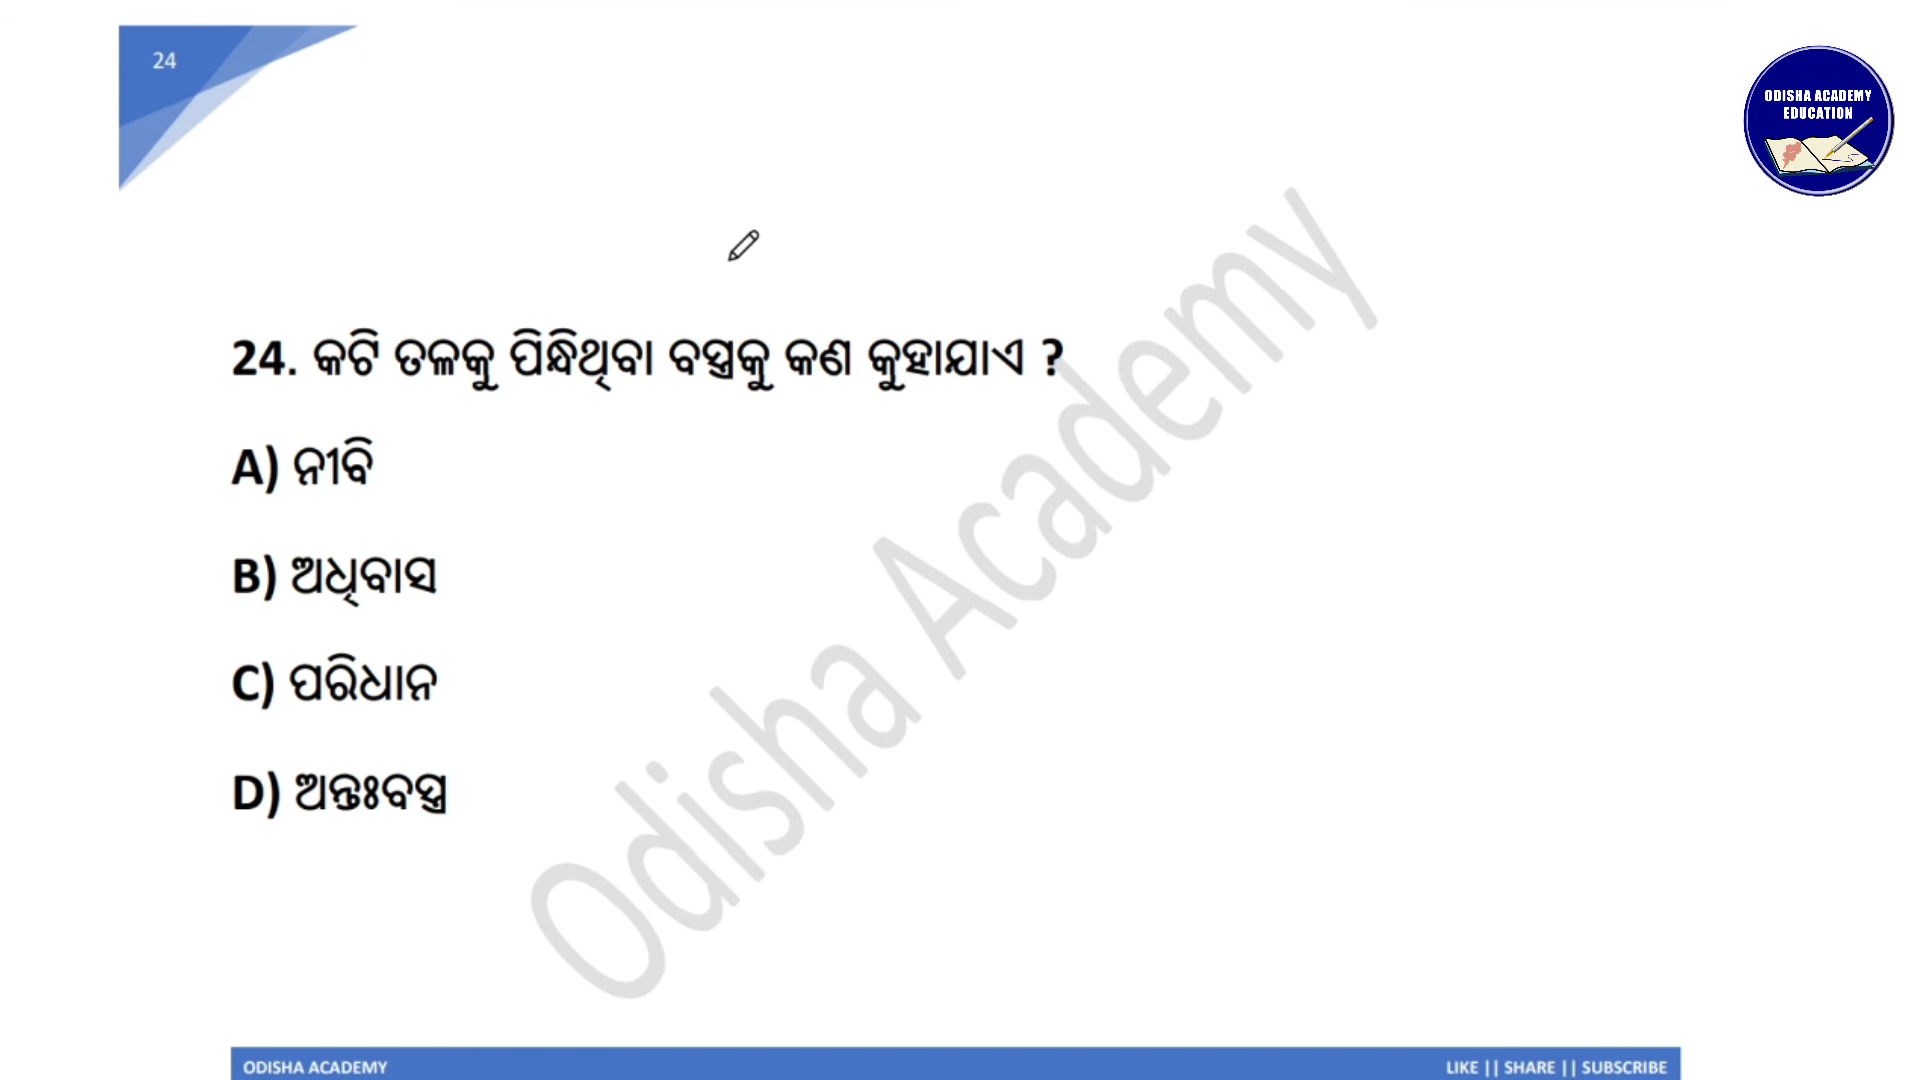 24
ODISHA ACADEMY
EDUCATION
24. କଟି ତଳକୁ ପିନ୍ଧିଥିବା ବସ୍ତ୍ରକୁ କଣ କୁହାଯାଏ ?
A) ନୀବି
B) ଅଧିବାସ
C) ପରିଧାନ
D) ଅନ୍ତଃବସ୍ତ୍ର
Odisha Academy
ODISHA ACADEMY
LIKE || SHARE || SUBSCRIBE